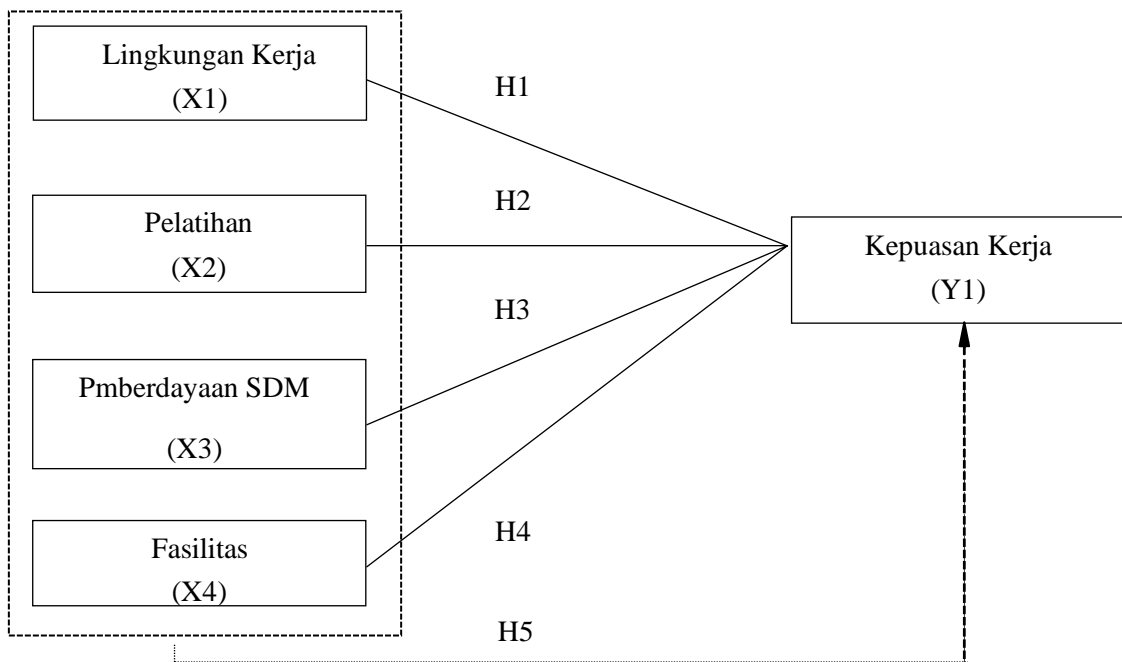 Lingkungan Kerja
(X1)
H1
Pelatihan
(X2)
H2
Kepuasan Kerja
(Y1)
H3
Pmberdayaan SDM
(X3)
H4
Fasilitas
(X4)
H5